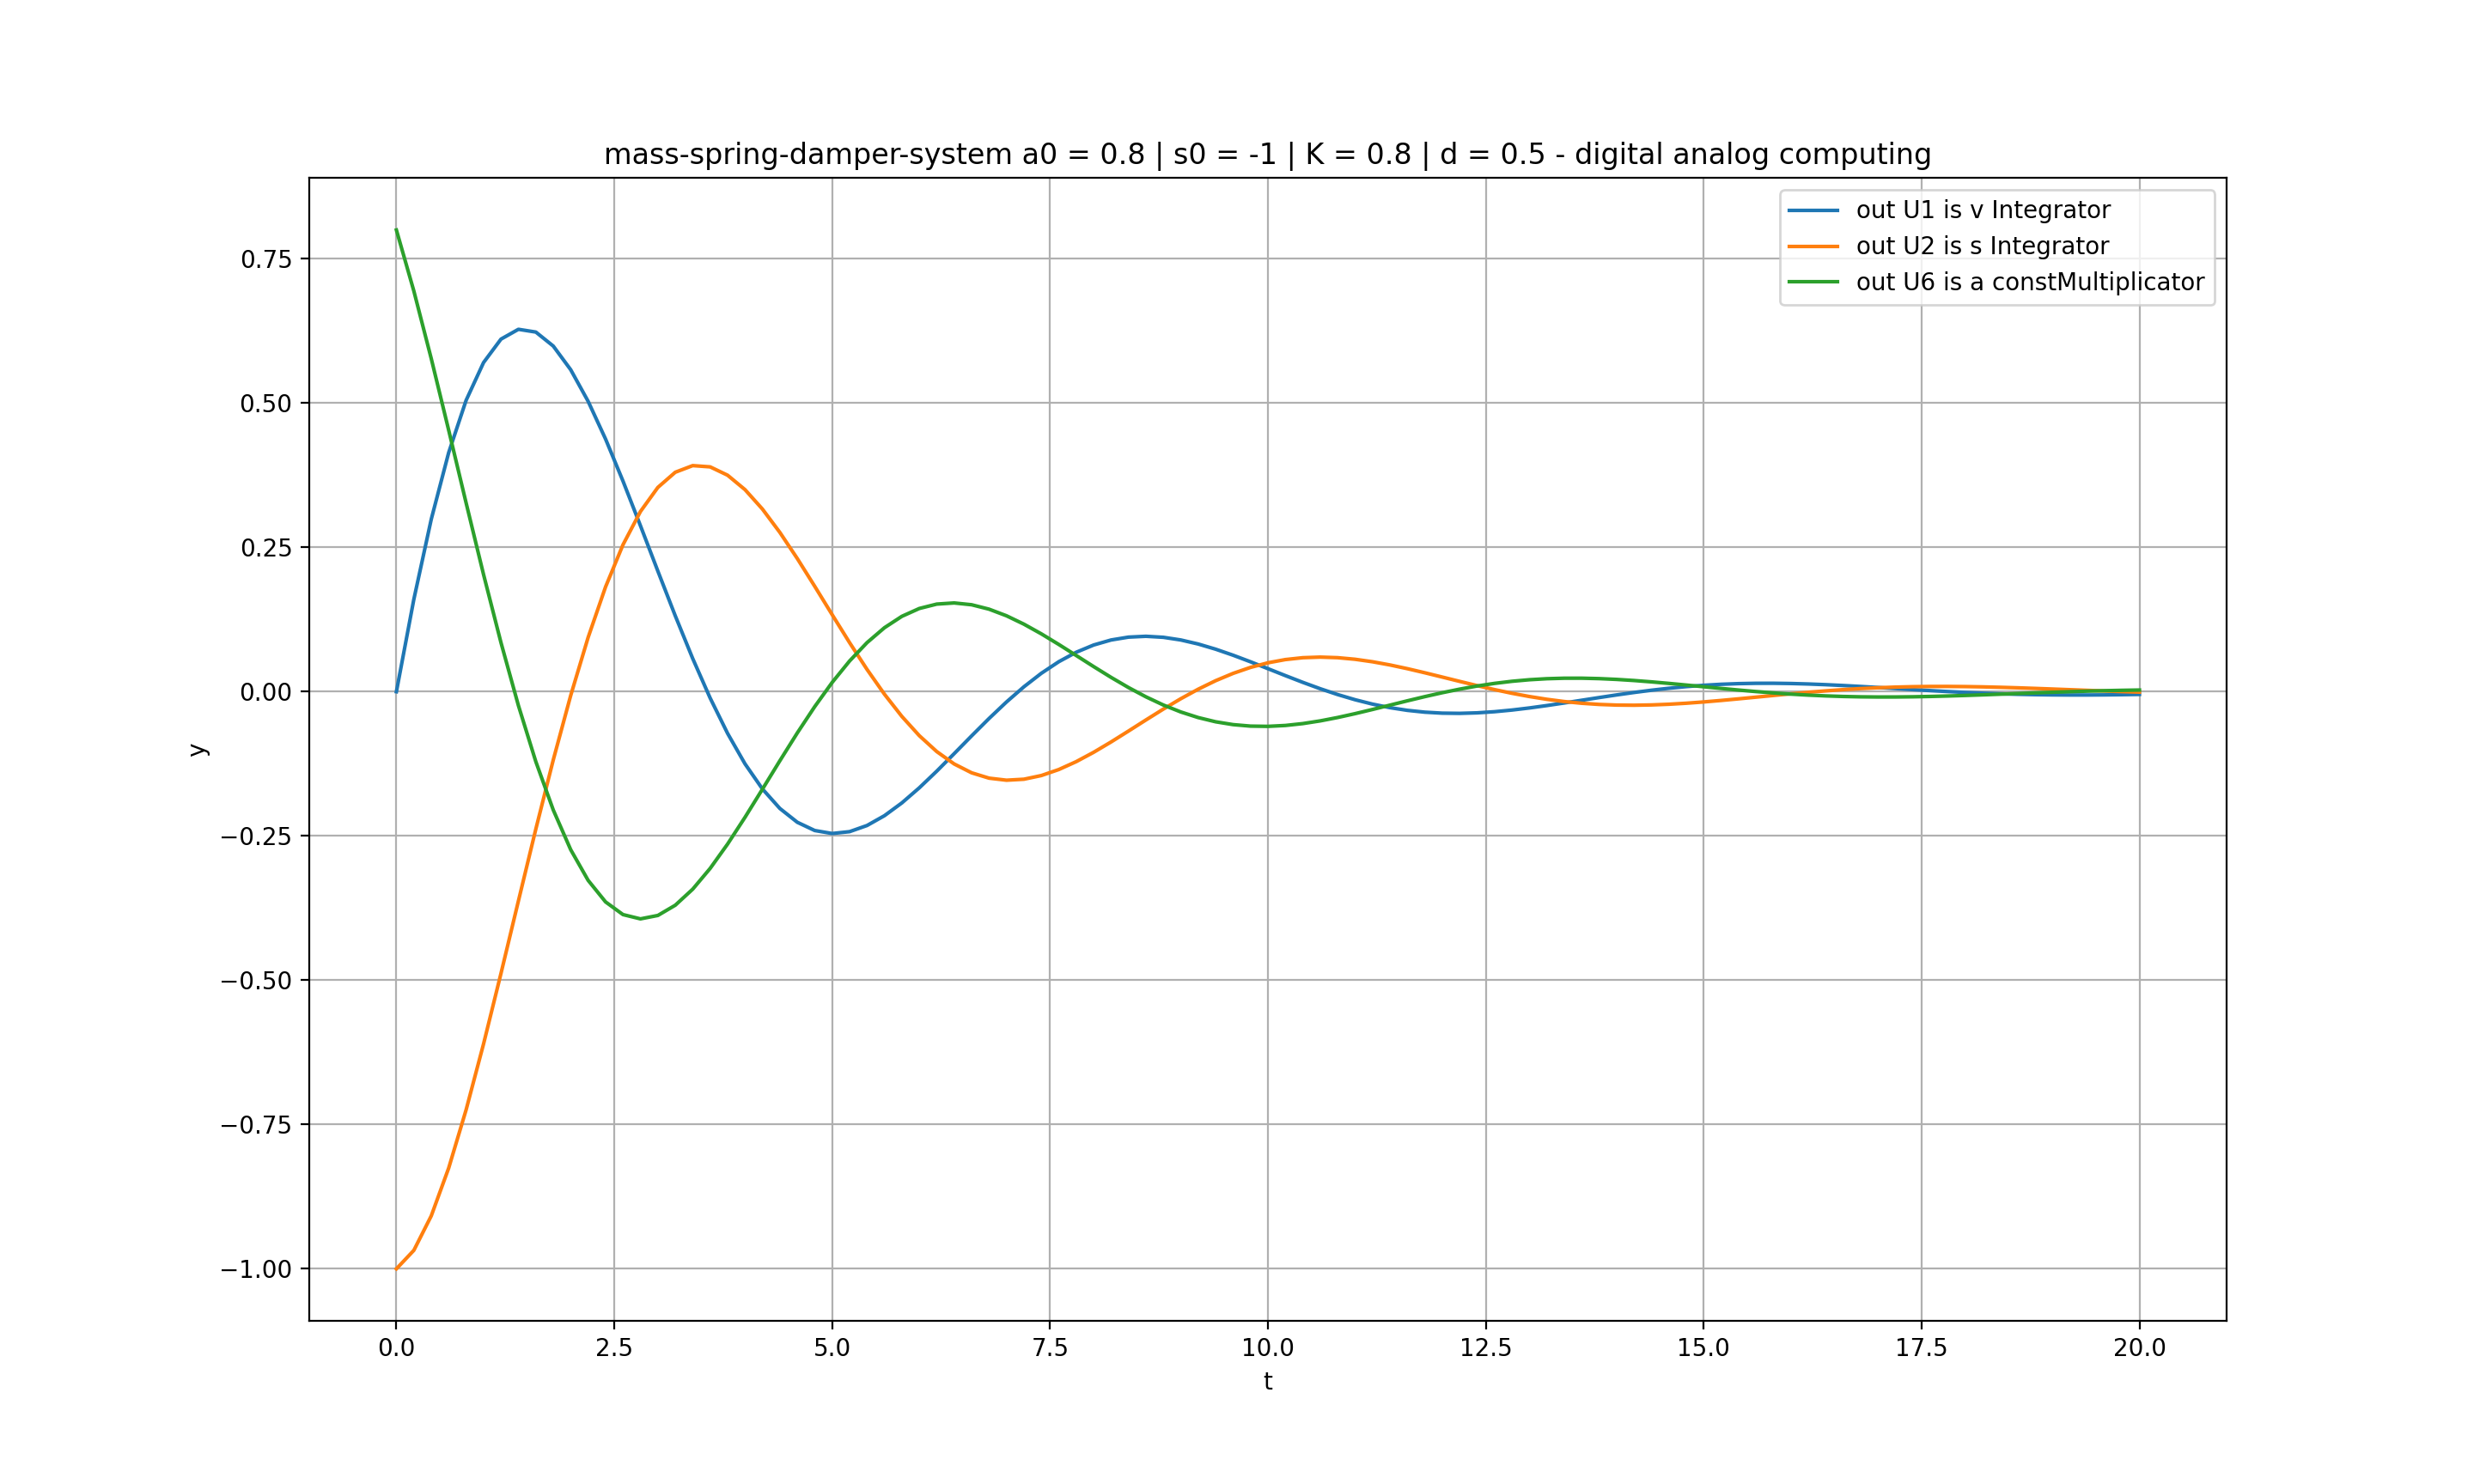 mass-spring-damper-system a0 = 0.8 | s0 = -1 | K = 0.8 | d = 0.5 - digital analog computing
out U1 is v Integrator
out U2 is s Integrator
out U6 is a constMultiplicator
0.75
0.50
0.25
0.00
−0.25
−0.50
−0.75
−1.00
y
0.0 2.5 5.0 7.5 10.0 12.5 15.0 17.5 20.0
t